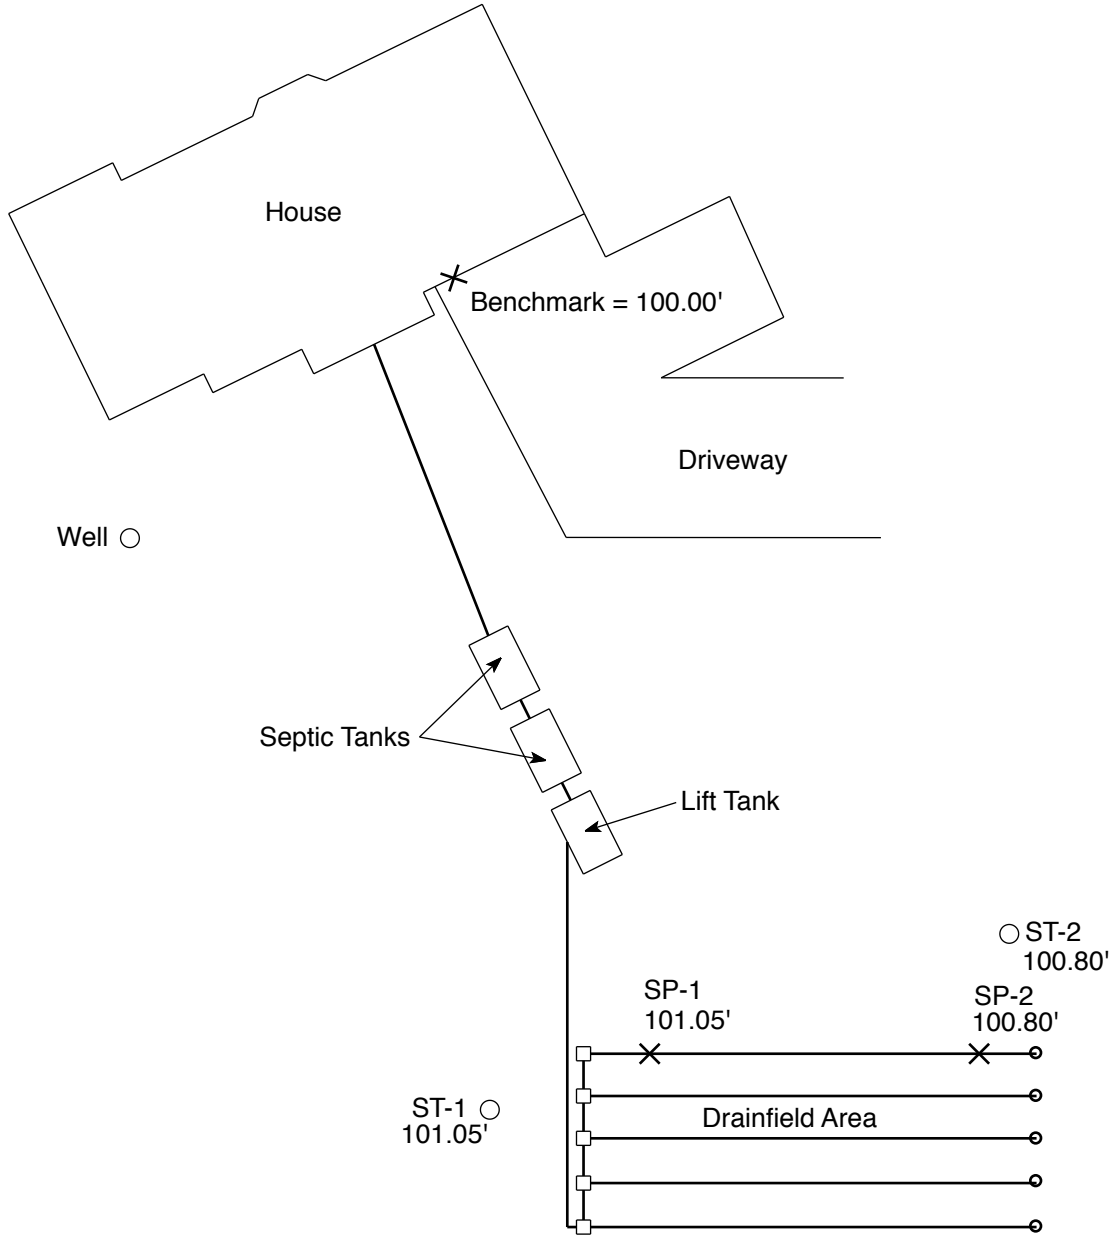 House
Benchmark = 100.00'
Driveway
Well
Septic Tanks
Lift Tank
ST-2
100.80'
SP-1
101.05'
SP-2
100.80'
ST-1
101.05'
Drainfield Area